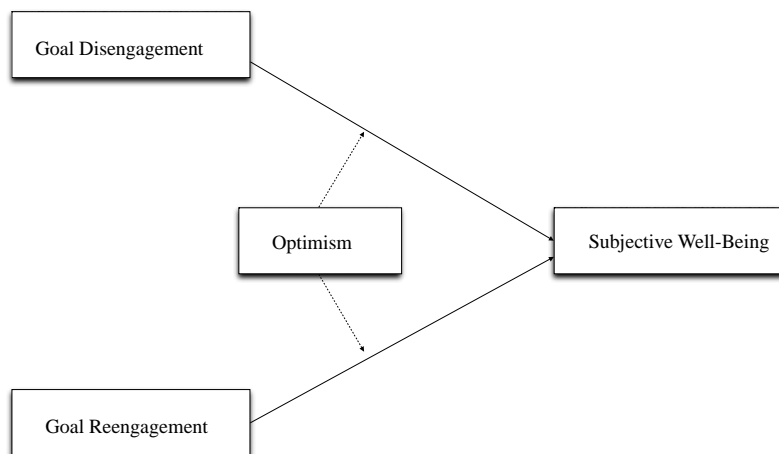 Goal Disengagement
Optimism
Subjective Well-Being
Goal Reengagement